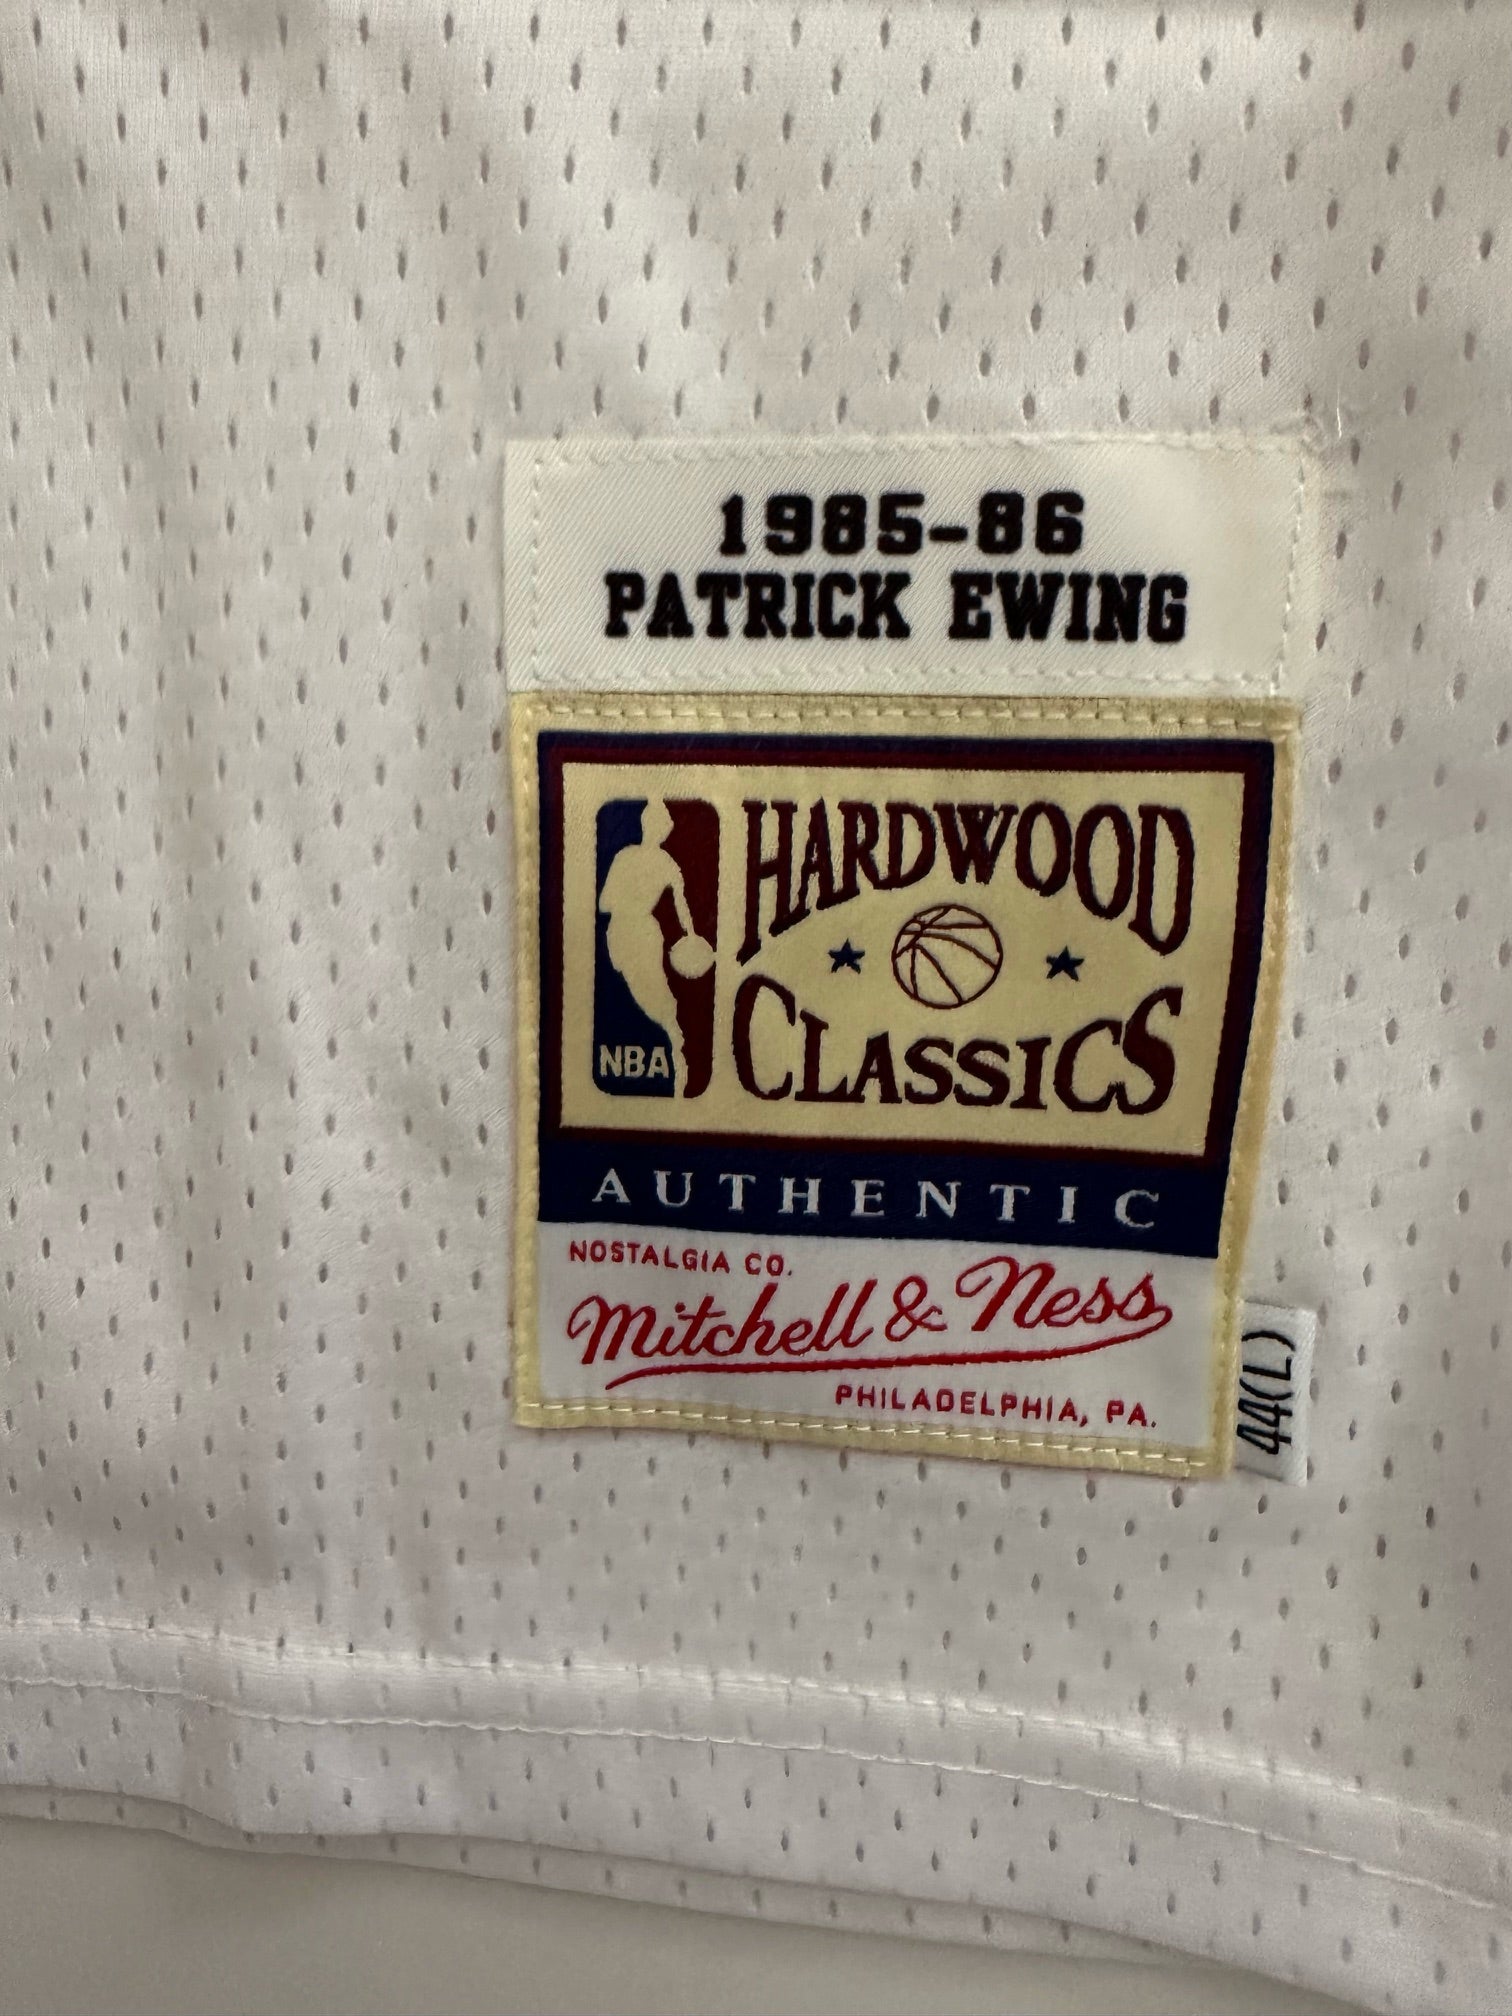 1985-86
PATRICK EWING
HARDWOOD
CLASSICS
NBA
AUTHENTIC
NOSTALGIA CO.
Mitchell & Ness
PHILADELPHIA, PA.
44(L)